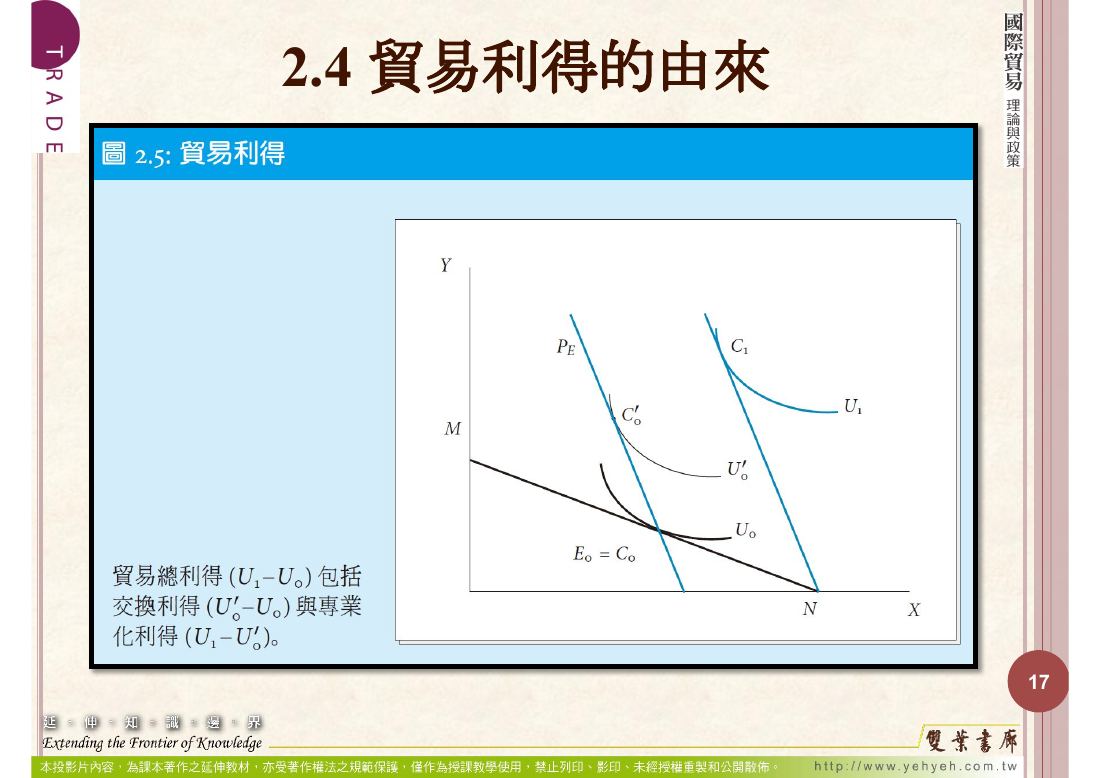 TRADE
2.4 貿易利得的由來
國際貿易 理論與政策
圖 2.5: 貿易利得
Y
P_E
C₁
U₁
C′₀
M
U′₀
U₀
E₀ = C₀
N
X
貿易總利得 (U₁–U₀) 包括
交換利得 (U′₀–U₀) 與專業
化利得 (U₁–U′₀)。
17
延。伸。知。識。邊。界
Extending the Frontier of Knowledge
雙葉書廊
本投影片內容,為課本著作之延伸教材,亦受著作權法之規範保護,僅作為授課教學使用,禁止列印、影印、未經授權重製和公開散佈。
http://www.yehyeh.com.tw